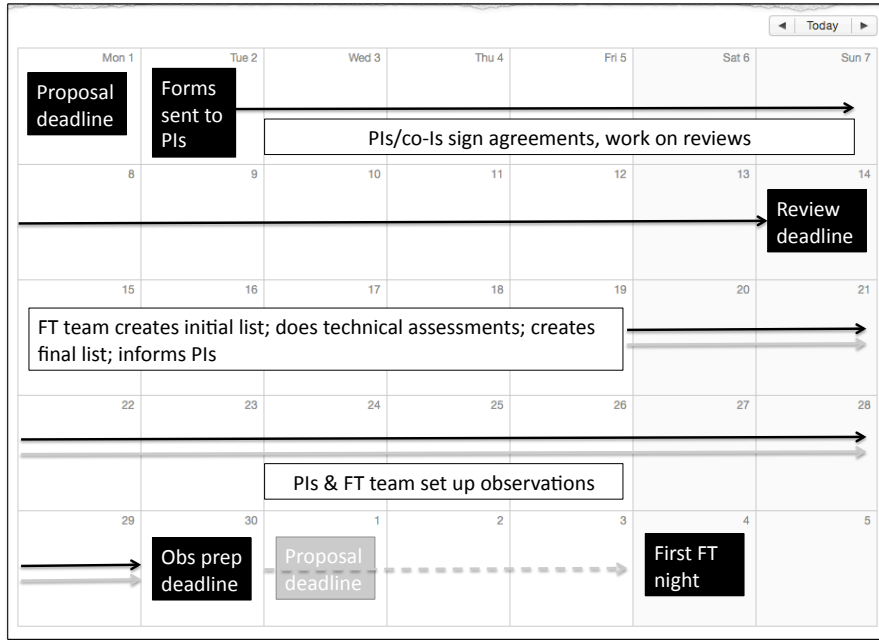 ◀ Today ▶
Mon 1 Tue 2 Wed 3 Thu 4 Fri 5 Sat 6 Sun 7
Proposal
deadline
Forms
sent to
PIs
PIs/co-Is sign agreements, work on reviews
8 9 10 11 12 13 14
Review
deadline
15 16 17 18 19 20 21
FT team creates initial list; does technical assessments; creates
final list; informs PIs
22 23 24 25 26 27 28
PIs & FT team set up observations
29 30 1 2 3 4 5
Obs prep
deadline
Proposal
deadline
First FT
night